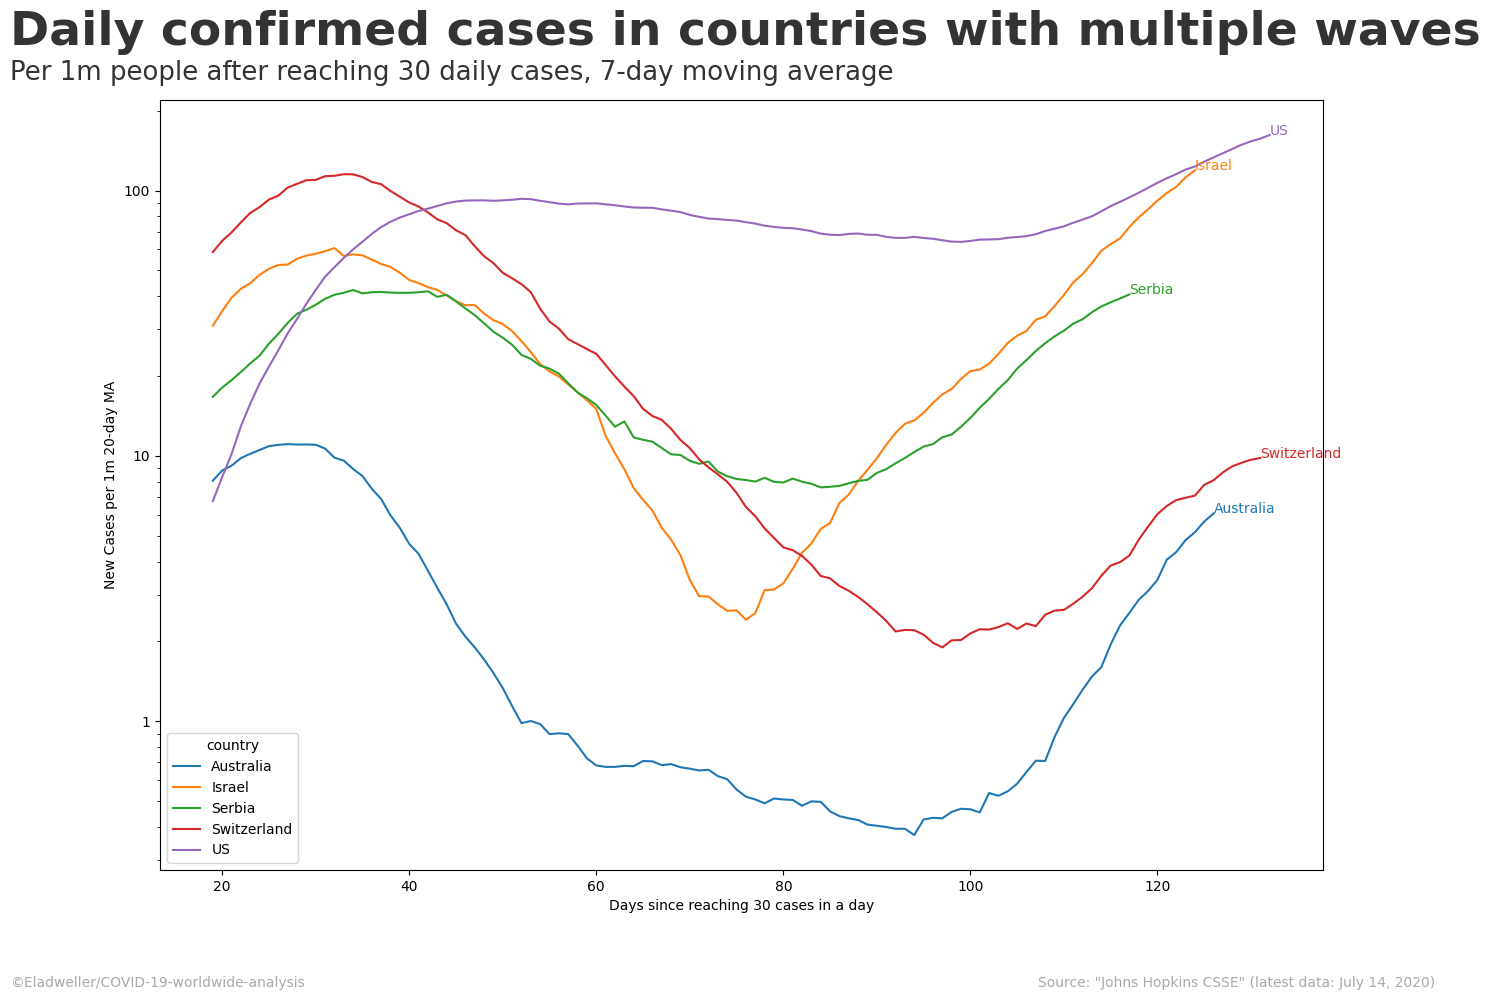 Daily confirmed cases in countries with multiple waves
Per 1m people after reaching 30 daily cases, 7-day moving average
US
Israel
100
Serbia
New Cases per 1m 20-day MA
10
Switzerland
Australia
1
country
Australia
Israel
Serbia
Switzerland
US
20 40 60 80 100 120
Days since reaching 30 cases in a day
©Eladweller/COVID-19-worldwide-analysis
Source: "Johns Hopkins CSSE" (latest data: July 14, 2020)